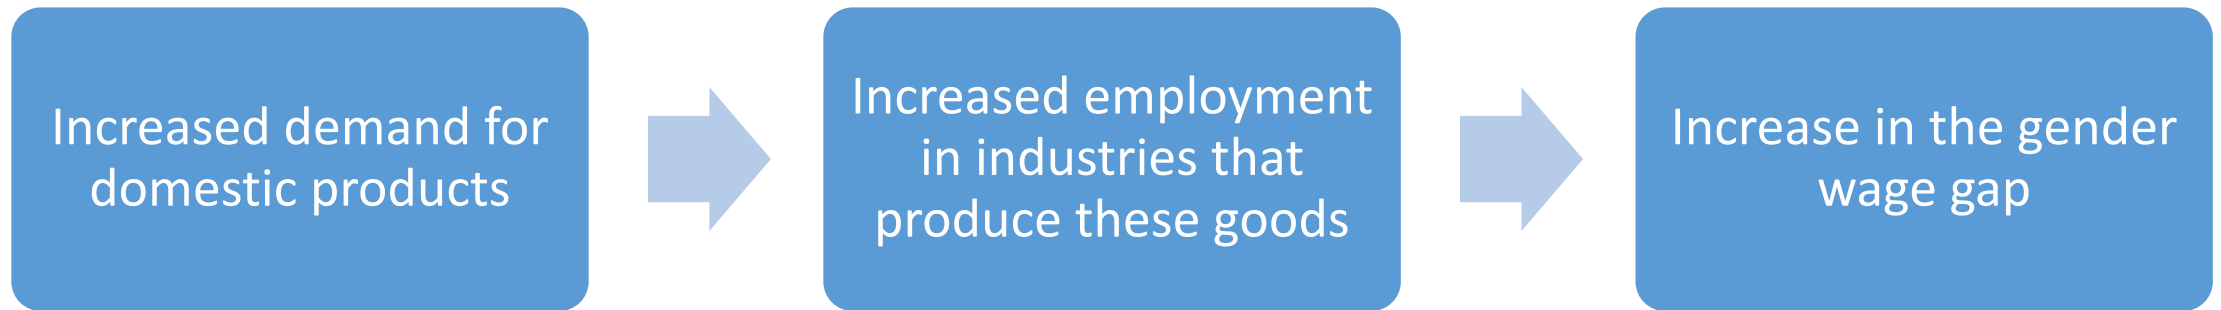 Increased demand for
domestic products
Increased employment
in industries that
produce these goods
Increase in the gender
wage gap